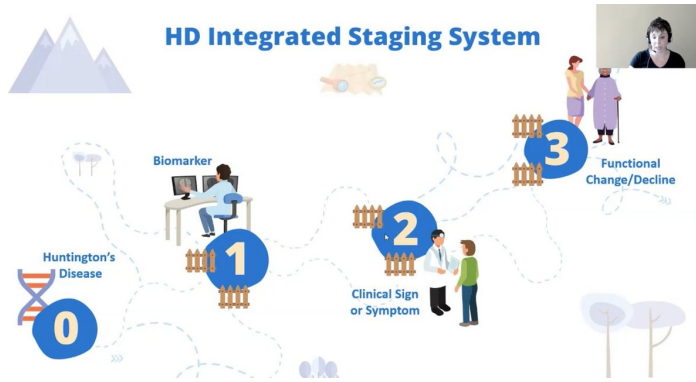 HD Integrated Staging System
Biomarker
3
Functional
Change/Decline
2
1
Huntington's
Disease
Clinical Sign
or Symptom
0